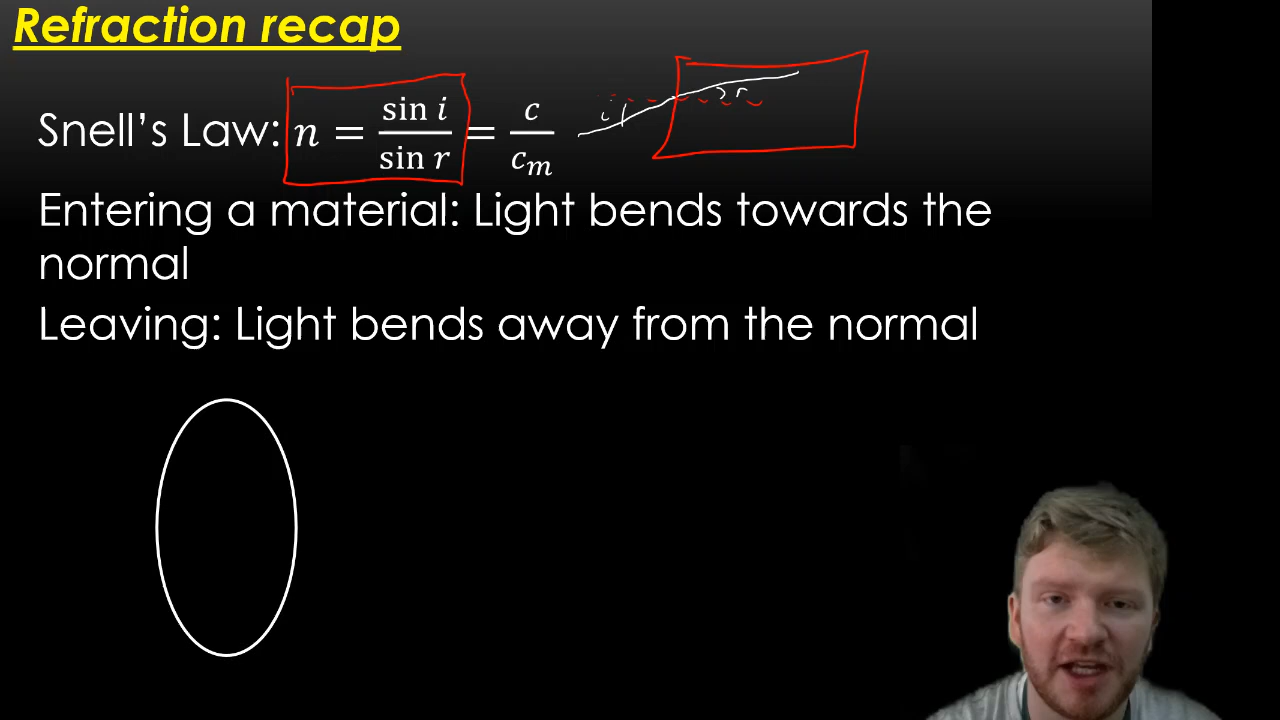 Refraction recap
Snell's Law: n = sin i / sin r = c / cₘ
i r
Entering a material: Light bends towards the
normal
Leaving: Light bends away from the normal